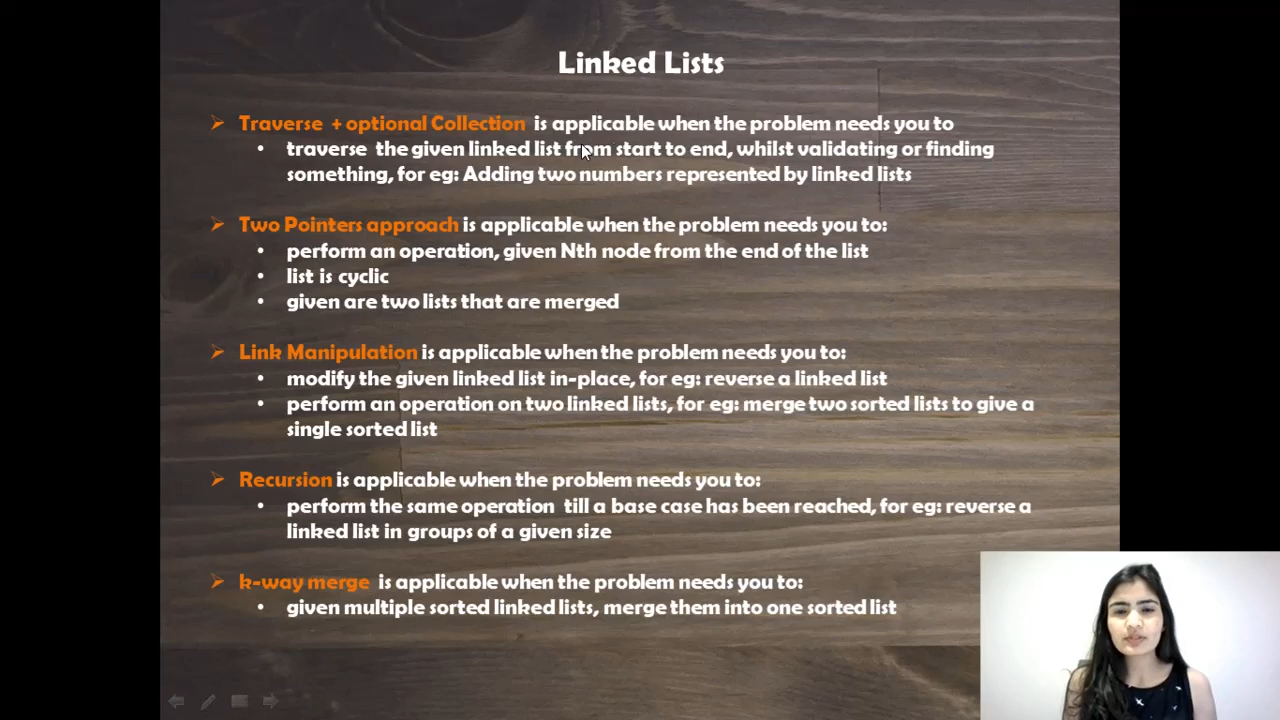 Linked Lists
➢ Traverse + optional Collection is applicable when the problem needs you to
• traverse the given linked list from start to end, whilst validating or finding
something, for eg: Adding two numbers represented by linked lists
➢ Two Pointers approach is applicable when the problem needs you to:
• perform an operation, given Nth node from the end of the list
• list is cyclic
• given are two lists that are merged
➢ Link Manipulation is applicable when the problem needs you to:
• modify the given linked list in-place, for eg: reverse a linked list
• perform an operation on two linked lists, for eg: merge two sorted lists to give a
single sorted list
➢ Recursion is applicable when the problem needs you to:
• perform the same operation till a base case has been reached, for eg: reverse a
linked list in groups of a given size
➢ k-way merge is applicable when the problem needs you to:
• given multiple sorted linked lists, merge them into one sorted list